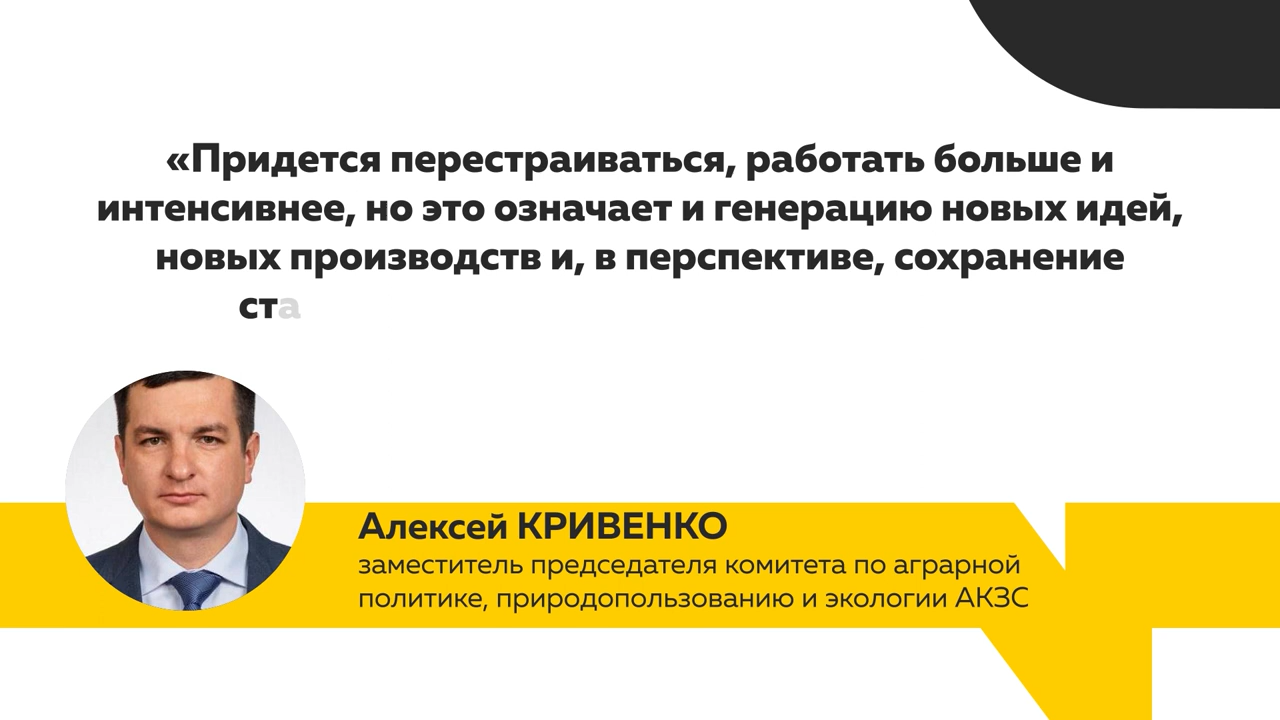 «Придется перестраиваться, работать больше и
интенсивнее, но это означает и генерацию новых идей,
новых производств и, в перспективе, сохранение
ста
Алексей КРИВЕНКО
заместитель председателя комитета по аграрной
политике, природопользованию и экологии АКЗС